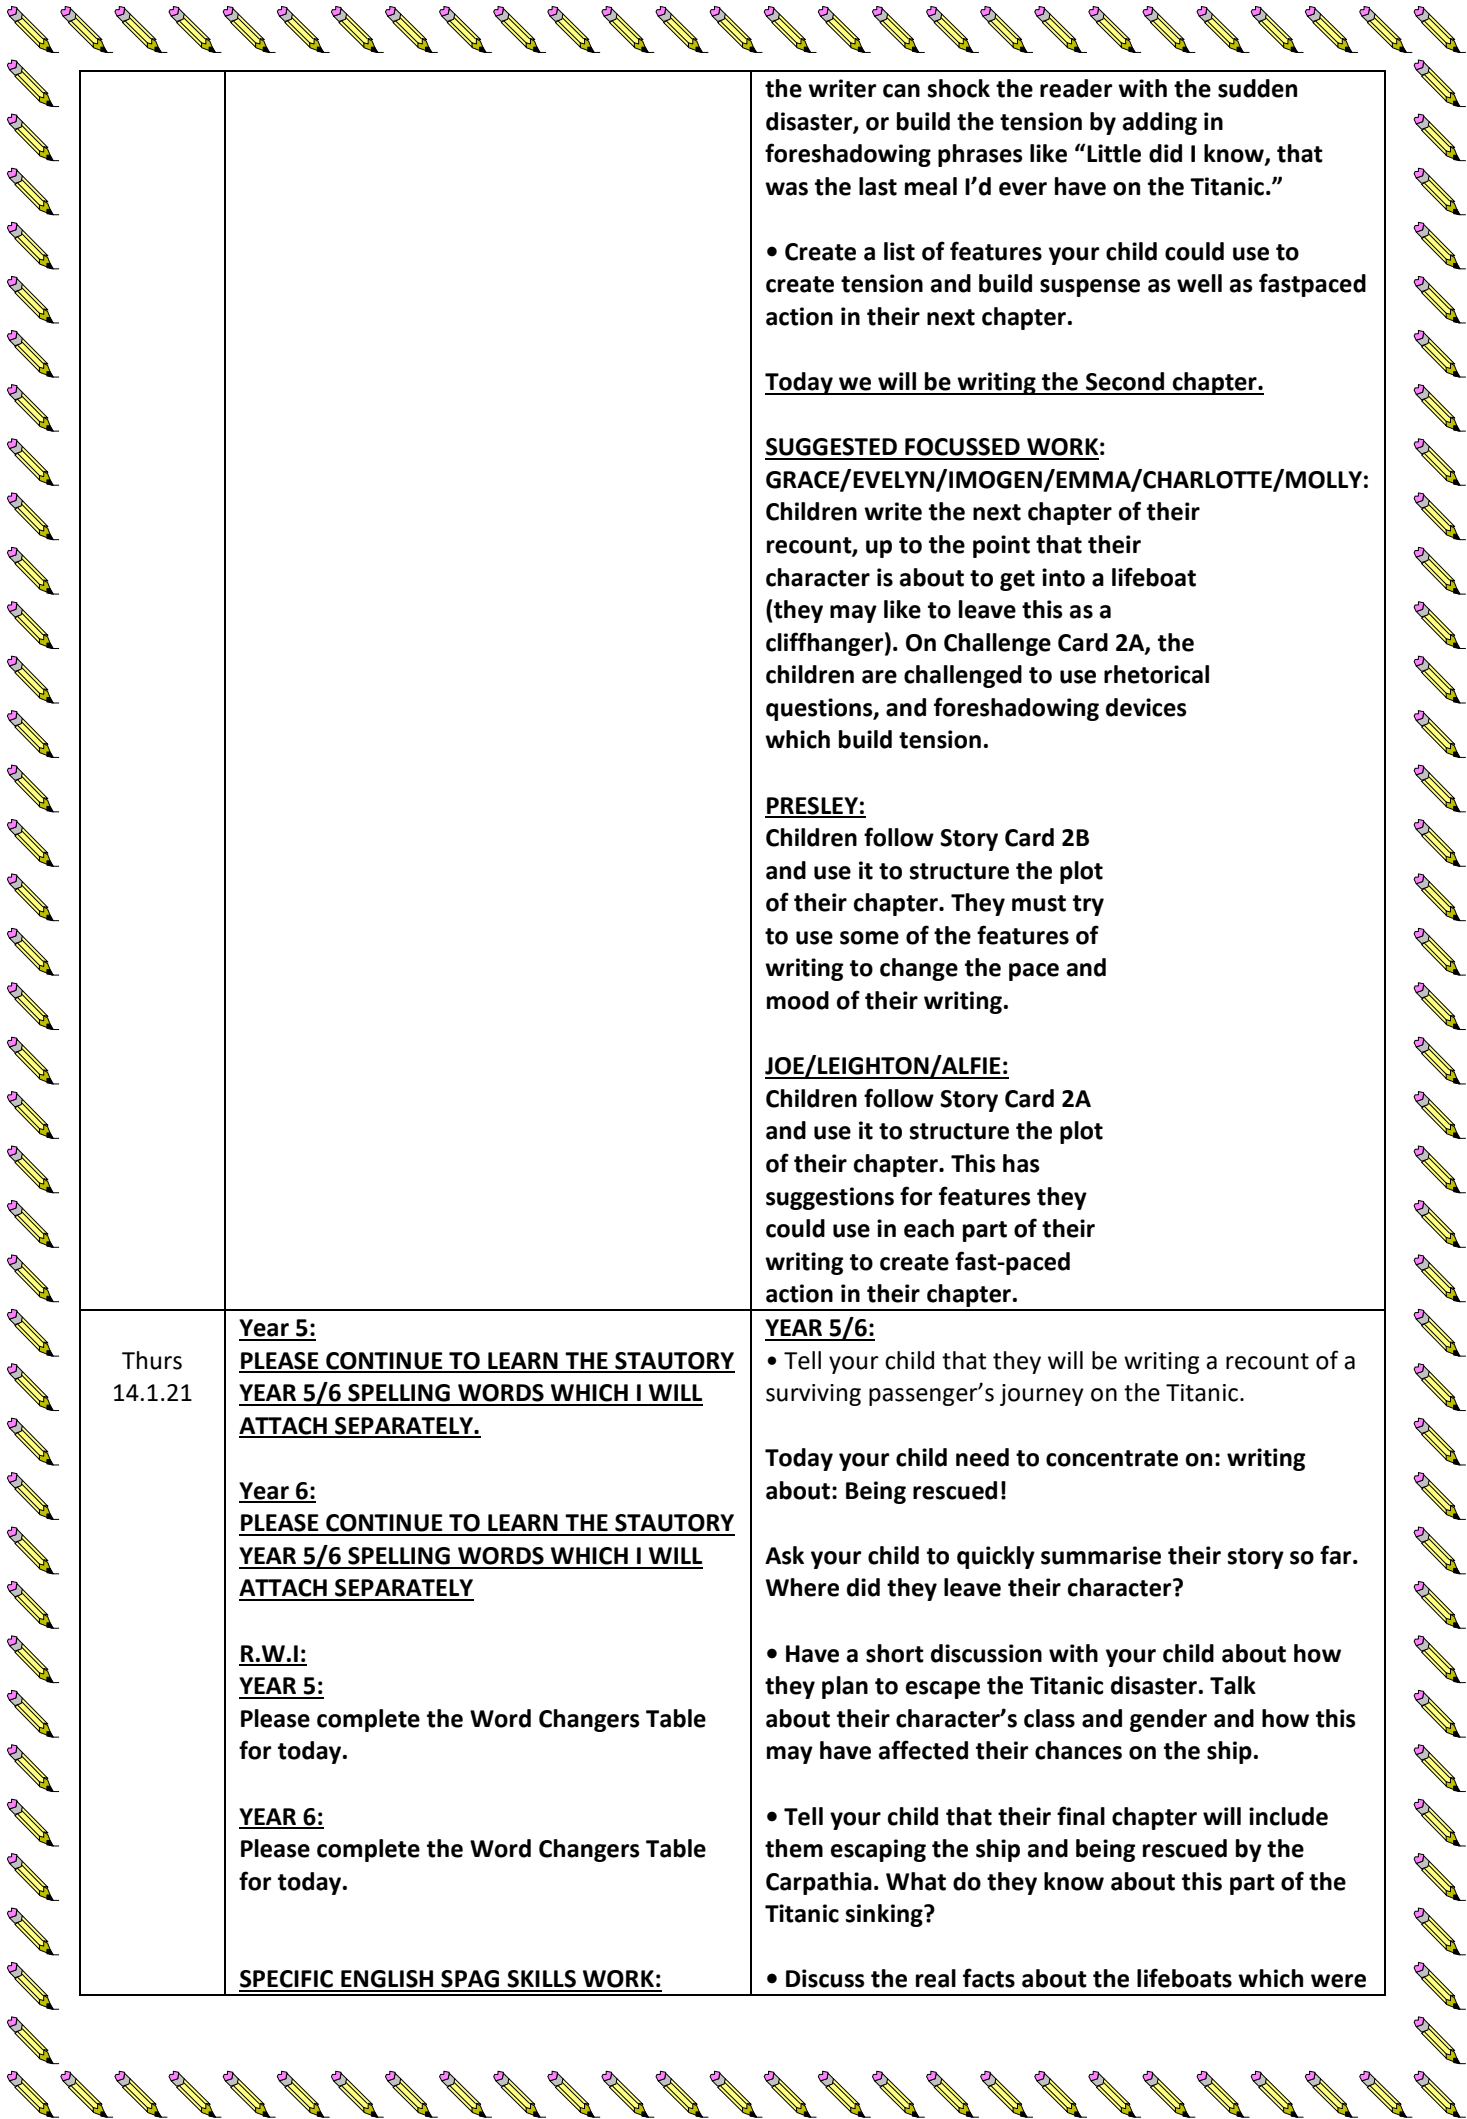 the writer can shock the reader with the sudden
disaster, or build the tension by adding in
foreshadowing phrases like “Little did I know, that
was the last meal I’d ever have on the Titanic.”
• Create a list of features your child could use to
create tension and build suspense as well as fastpaced
action in their next chapter.
Today we will be writing the Second chapter.
SUGGESTED FOCUSSED WORK:
GRACE/EVELYN/IMOGEN/EMMA/CHARLOTTE/MOLLY:
Children write the next chapter of their
recount, up to the point that their
character is about to get into a lifeboat
(they may like to leave this as a
cliffhanger). On Challenge Card 2A, the
children are challenged to use rhetorical
questions, and foreshadowing devices
which build tension.
PRESLEY:
Children follow Story Card 2B
and use it to structure the plot
of their chapter. They must try
to use some of the features of
writing to change the pace and
mood of their writing.
JOE/LEIGHTON/ALFIE:
Children follow Story Card 2A
and use it to structure the plot
of their chapter. This has
suggestions for features they
could use in each part of their
writing to create fast-paced
action in their chapter.
Thurs
14.1.21
Year 5:
PLEASE CONTINUE TO LEARN THE STAUTORY
YEAR 5/6 SPELLING WORDS WHICH I WILL
ATTACH SEPARATELY.
Year 6:
PLEASE CONTINUE TO LEARN THE STAUTORY
YEAR 5/6 SPELLING WORDS WHICH I WILL
ATTACH SEPARATELY
R.W.I:
YEAR 5:
Please complete the Word Changers Table
for today.
YEAR 6:
Please complete the Word Changers Table
for today.
SPECIFIC ENGLISH SPAG SKILLS WORK:
YEAR 5/6:
• Tell your child that they will be writing a recount of a
surviving passenger’s journey on the Titanic.
Today your child need to concentrate on: writing
about: Being rescued!
Ask your child to quickly summarise their story so far.
Where did they leave their character?
• Have a short discussion with your child about how
they plan to escape the Titanic disaster. Talk
about their character’s class and gender and how this
may have affected their chances on the ship.
• Tell your child that their final chapter will include
them escaping the ship and being rescued by the
Carpathia. What do they know about this part of the
Titanic sinking?
• Discuss the real facts about the lifeboats which were